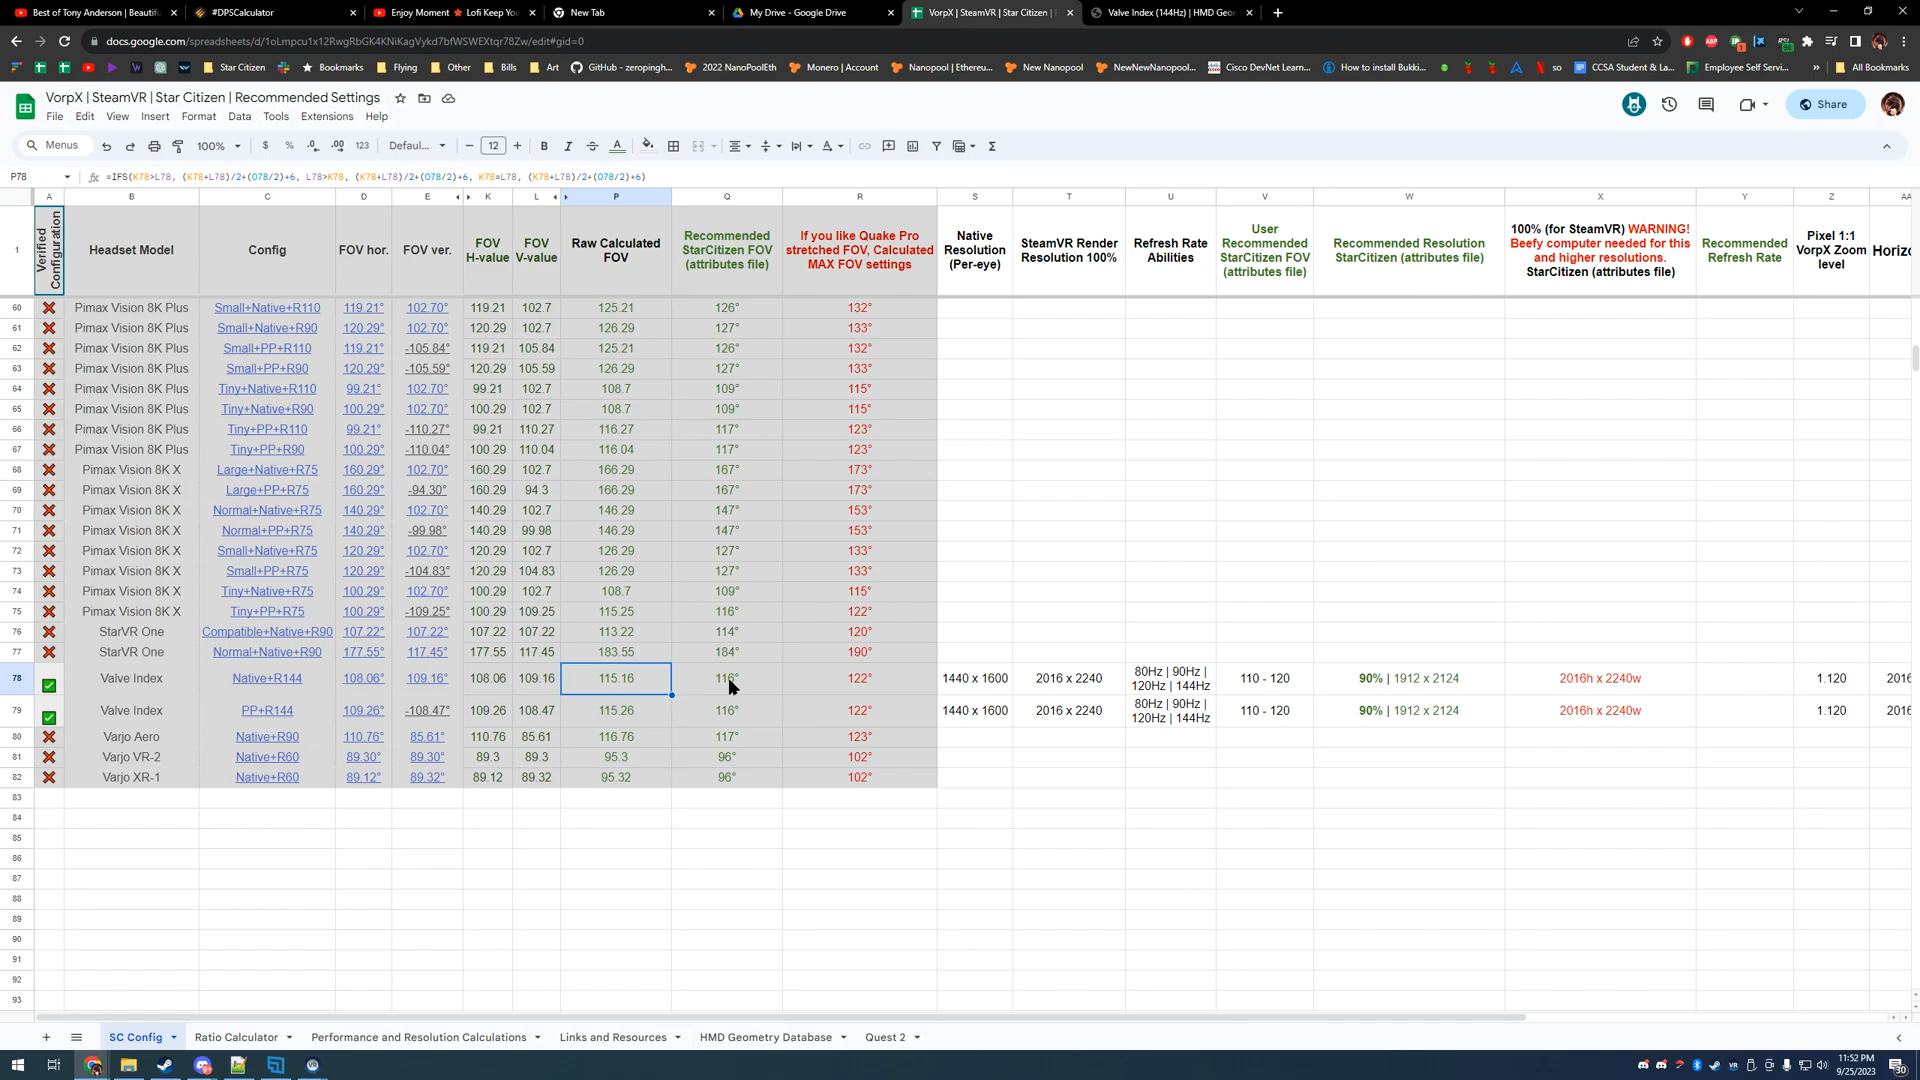 Best of Tony Anderson | Beautif
#DPSCalculator
Enjoy Moment 🍁 Lofi Keep You
New Tab
My Drive - Google Drive
VorpX | SteamVR | Star Citizen |
Valve Index (144Hz) | HMD Geom
docs.google.com/spreadsheets/d/1oLmpcu1x12RwgRbGK4KNiKagVykd7bfWSWEXtqr78Zw/edit#gid=0
Star Citizen
Bookmarks
Flying
Other
Bills
Art
GitHub - zeropingh...
2022 NanoPoolEth
Monero | Account
Nanopool | Ethereu...
New Nanopool
NewNewNanopool...
Cisco DevNet Learn...
How to install Bukki...
so
CCSA Student & La...
Employee Self Servi...
All Bookmarks
VorpX | SteamVR | Star Citizen | Recommended Settings
File Edit View Insert Format Data Tools Extensions Help
Share
Menus 100% $ % .0 .00 123 Defaul... 12 B I
P78 =IFS(K78>L78, (K78+L78)/2+(O78/2)+6, L78>K78, (K78+L78)/2+(O78/2)+6, K78=L78, (K78+L78)/2+(O78/2)+6)
A B C D E K L P Q R S T U V W X Y Z AA
1
Verified
Configuration
Headset Model
Config
FOV hor.
FOV ver.
FOV
H-value
FOV
V-value
Raw Calculated
FOV
Recommended
StarCitizen FOV
(attributes file)
If you like Quake Pro
stretched FOV, Calculated
MAX FOV settings
Native
Resolution
(Per-eye)
SteamVR Render
Resolution 100%
Refresh Rate
Abilities
User
Recommended
StarCitizen FOV
(attributes file)
Recommended Resolution
StarCitizen (attributes file)
100% (for SteamVR) WARNING!
Beefy computer needed for this
and higher resolutions.
StarCitizen (attributes file)
Recommended
Refresh Rate
Pixel 1:1
VorpX Zoom
level
Horizo
60 Pimax Vision 8K Plus Small+Native+R110 119.21° 102.70° 119.21 102.7 125.21 126° 132°
61 Pimax Vision 8K Plus Small+Native+R90 120.29° 102.70° 120.29 102.7 126.29 127° 133°
62 Pimax Vision 8K Plus Small+PP+R110 119.21° -105.84° 119.21 105.84 125.21 126° 132°
63 Pimax Vision 8K Plus Small+PP+R90 120.29° -105.59° 120.29 105.59 126.29 127° 133°
64 Pimax Vision 8K Plus Tiny+Native+R110 99.21° 102.70° 99.21 102.7 108.7 109° 115°
65 Pimax Vision 8K Plus Tiny+Native+R90 100.29° 102.70° 100.29 102.7 108.7 109° 115°
66 Pimax Vision 8K Plus Tiny+PP+R110 99.21° -110.27° 99.21 110.27 116.27 117° 123°
67 Pimax Vision 8K Plus Tiny+PP+R90 100.29° -110.04° 100.29 110.04 116.04 117° 123°
68 Pimax Vision 8K X Large+Native+R75 160.29° 102.70° 160.29 102.7 166.29 167° 173°
69 Pimax Vision 8K X Large+PP+R75 160.29° -94.30° 160.29 94.3 166.29 167° 173°
70 Pimax Vision 8K X Normal+Native+R75 140.29° 102.70° 140.29 102.7 146.29 147° 153°
71 Pimax Vision 8K X Normal+PP+R75 140.29° -99.98° 140.29 99.98 146.29 147° 153°
72 Pimax Vision 8K X Small+Native+R75 120.29° 102.70° 120.29 102.7 126.29 127° 133°
73 Pimax Vision 8K X Small+PP+R75 120.29° -104.83° 120.29 104.83 126.29 127° 133°
74 Pimax Vision 8K X Tiny+Native+R75 100.29° 102.70° 100.29 102.7 108.7 109° 115°
75 Pimax Vision 8K X Tiny+PP+R75 100.29° -109.25° 100.29 109.25 115.25 116° 122°
76 StarVR One Compatible+Native+R90 107.22° 107.22° 107.22 107.22 113.22 114° 120°
77 StarVR One Normal+Native+R90 177.55° 117.45° 177.55 117.45 183.55 184° 190°
78 Valve Index Native+R144 108.06° 109.16° 108.06 109.16 115.16 116° 122° 1440 x 1600 2016 x 2240 80Hz | 90Hz | 120Hz | 144Hz 110 - 120 90% | 1912 x 2124 2016h x 2240w 1.120 2016
79 Valve Index PP+R144 109.26° -108.47° 109.26 108.47 115.26 116° 122° 1440 x 1600 2016 x 2240 80Hz | 90Hz | 120Hz | 144Hz 110 - 120 90% | 1912 x 2124 2016h x 2240w 1.120 2016
80 Varjo Aero Native+R90 110.76° 85.61° 110.76 85.61 116.76 117° 123°
81 Varjo VR-2 Native+R60 89.30° 89.30° 89.3 89.3 95.3 96° 102°
82 Varjo XR-1 Native+R60 89.12° 89.32° 89.12 89.32 95.32 96° 102°
83
84
85
86
87
88
89
90
91
92
93
SC Config
Ratio Calculator
Performance and Resolution Calculations
Links and Resources
HMD Geometry Database
Quest 2
11:52 PM
9/25/2023
30